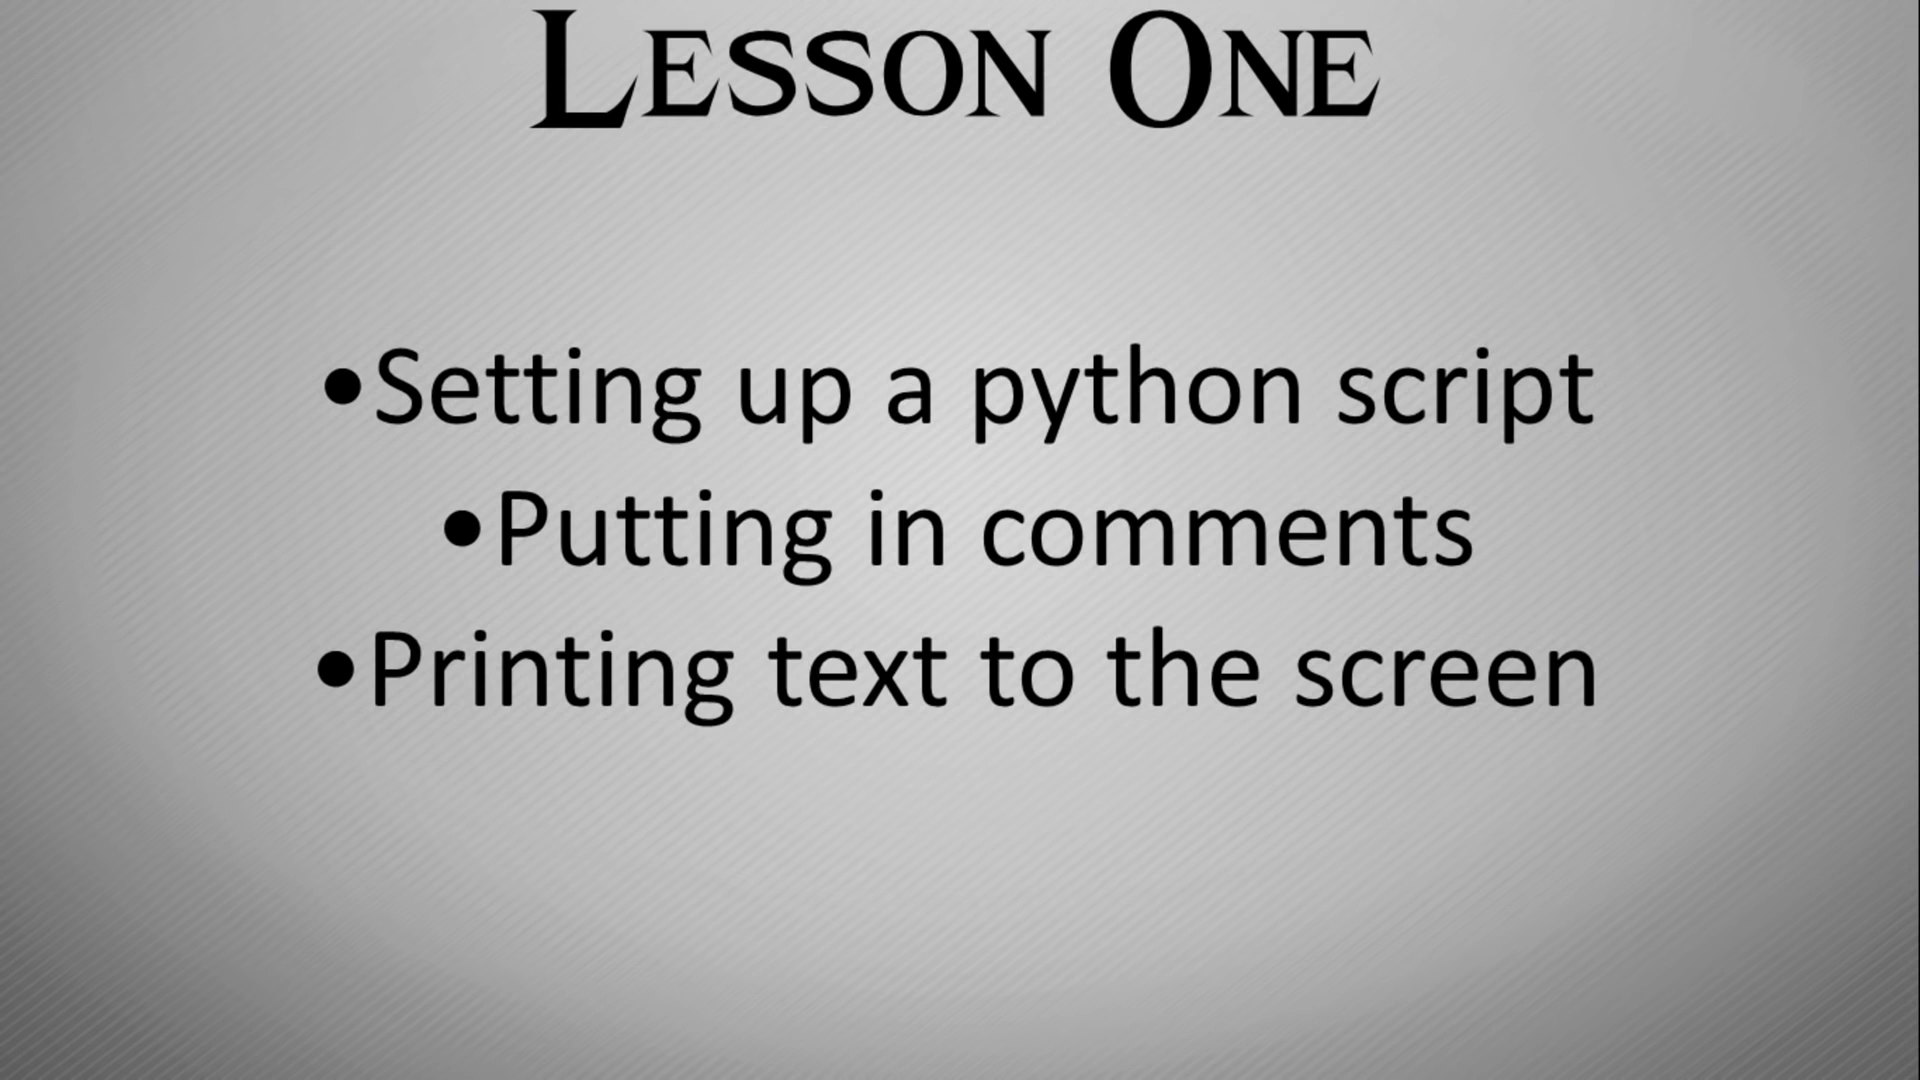 Lesson One
•Setting up a python script
•Putting in comments
•Printing text to the screen